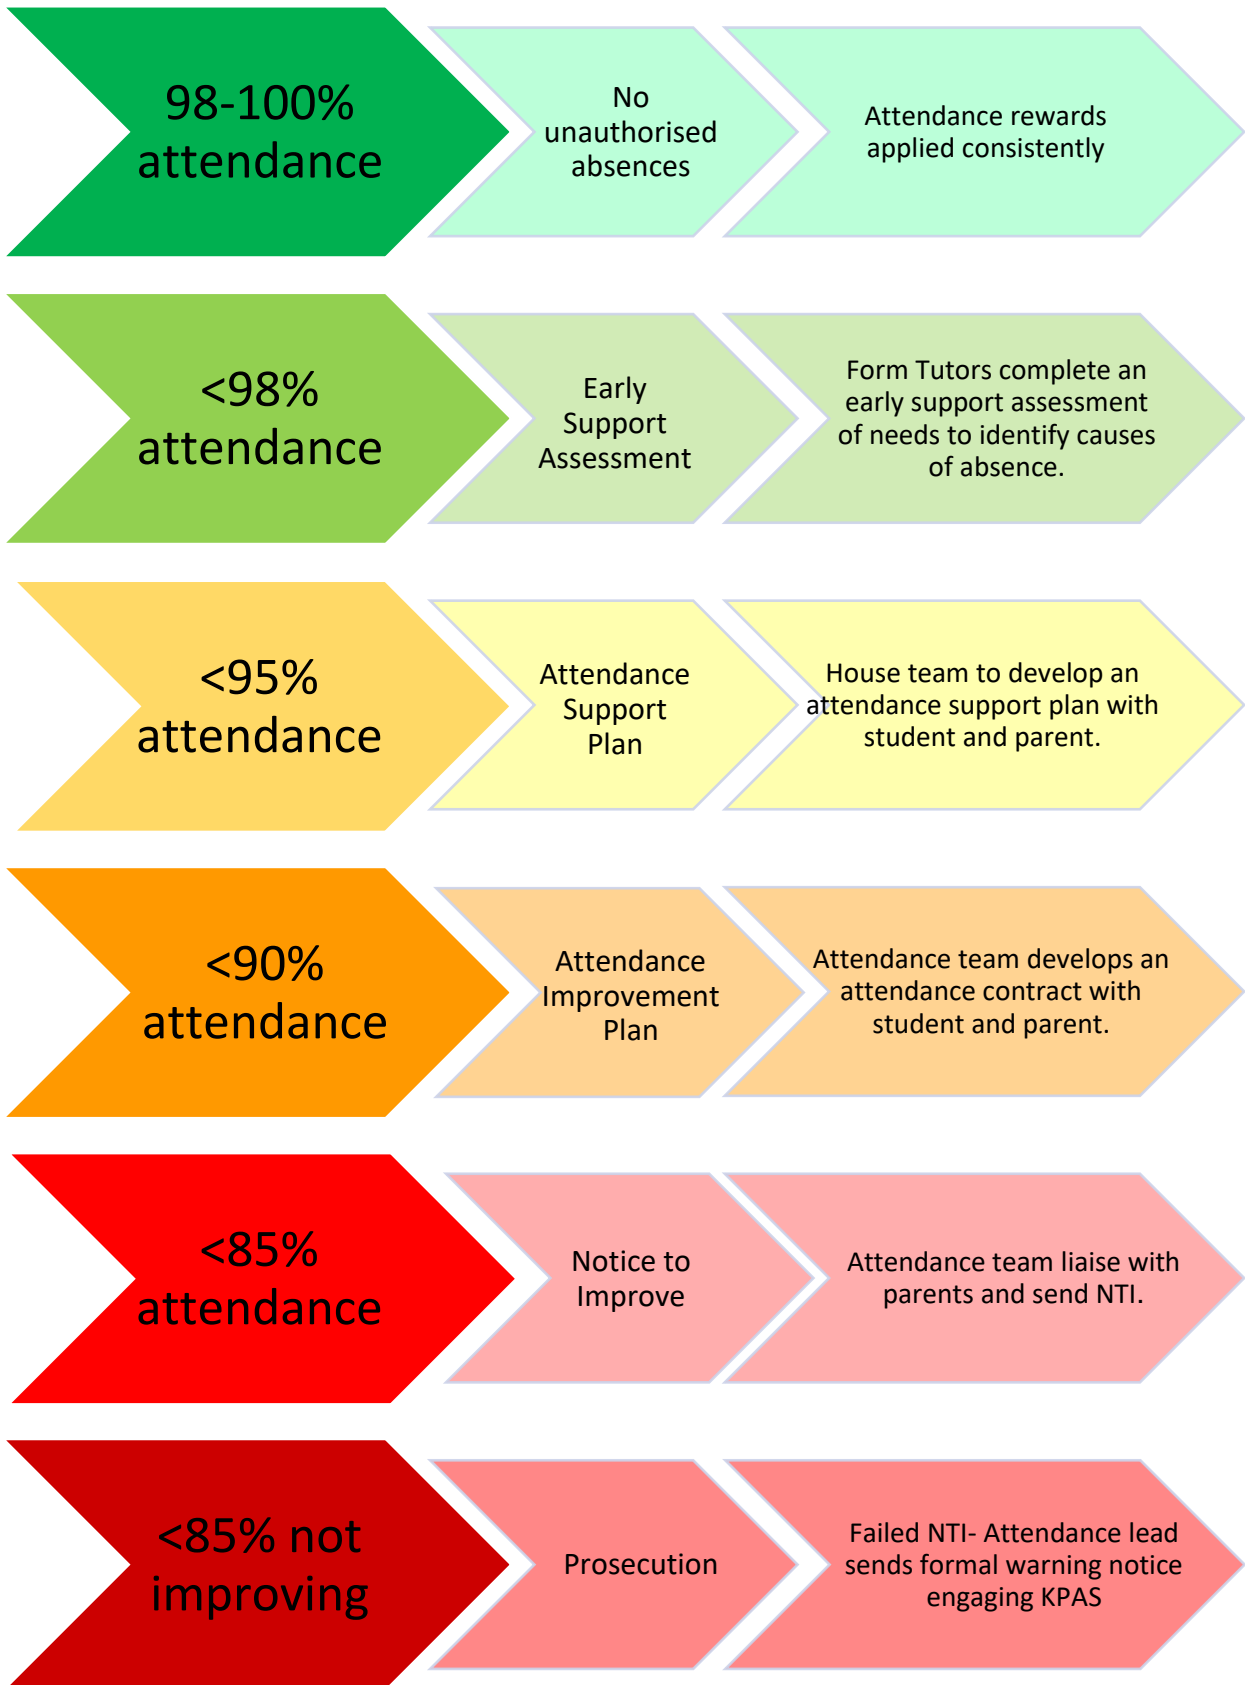 98-100%
attendance
No
unauthorised
absences
Attendance rewards
applied consistently
<98%
attendance
Early
Support
Assessment
Form Tutors complete an
early support assessment
of needs to identify causes
of absence.
<95%
attendance
Attendance
Support
Plan
House team to develop an
attendance support plan with
student and parent.
<90%
attendance
Attendance
Improvement
Plan
Attendance team develops an
attendance contract with
student and parent.
<85%
attendance
Notice to
Improve
Attendance team liaise with
parents and send NTI.
<85% not
improving
Prosecution
Failed NTI- Attendance lead
sends formal warning notice
engaging KPAS